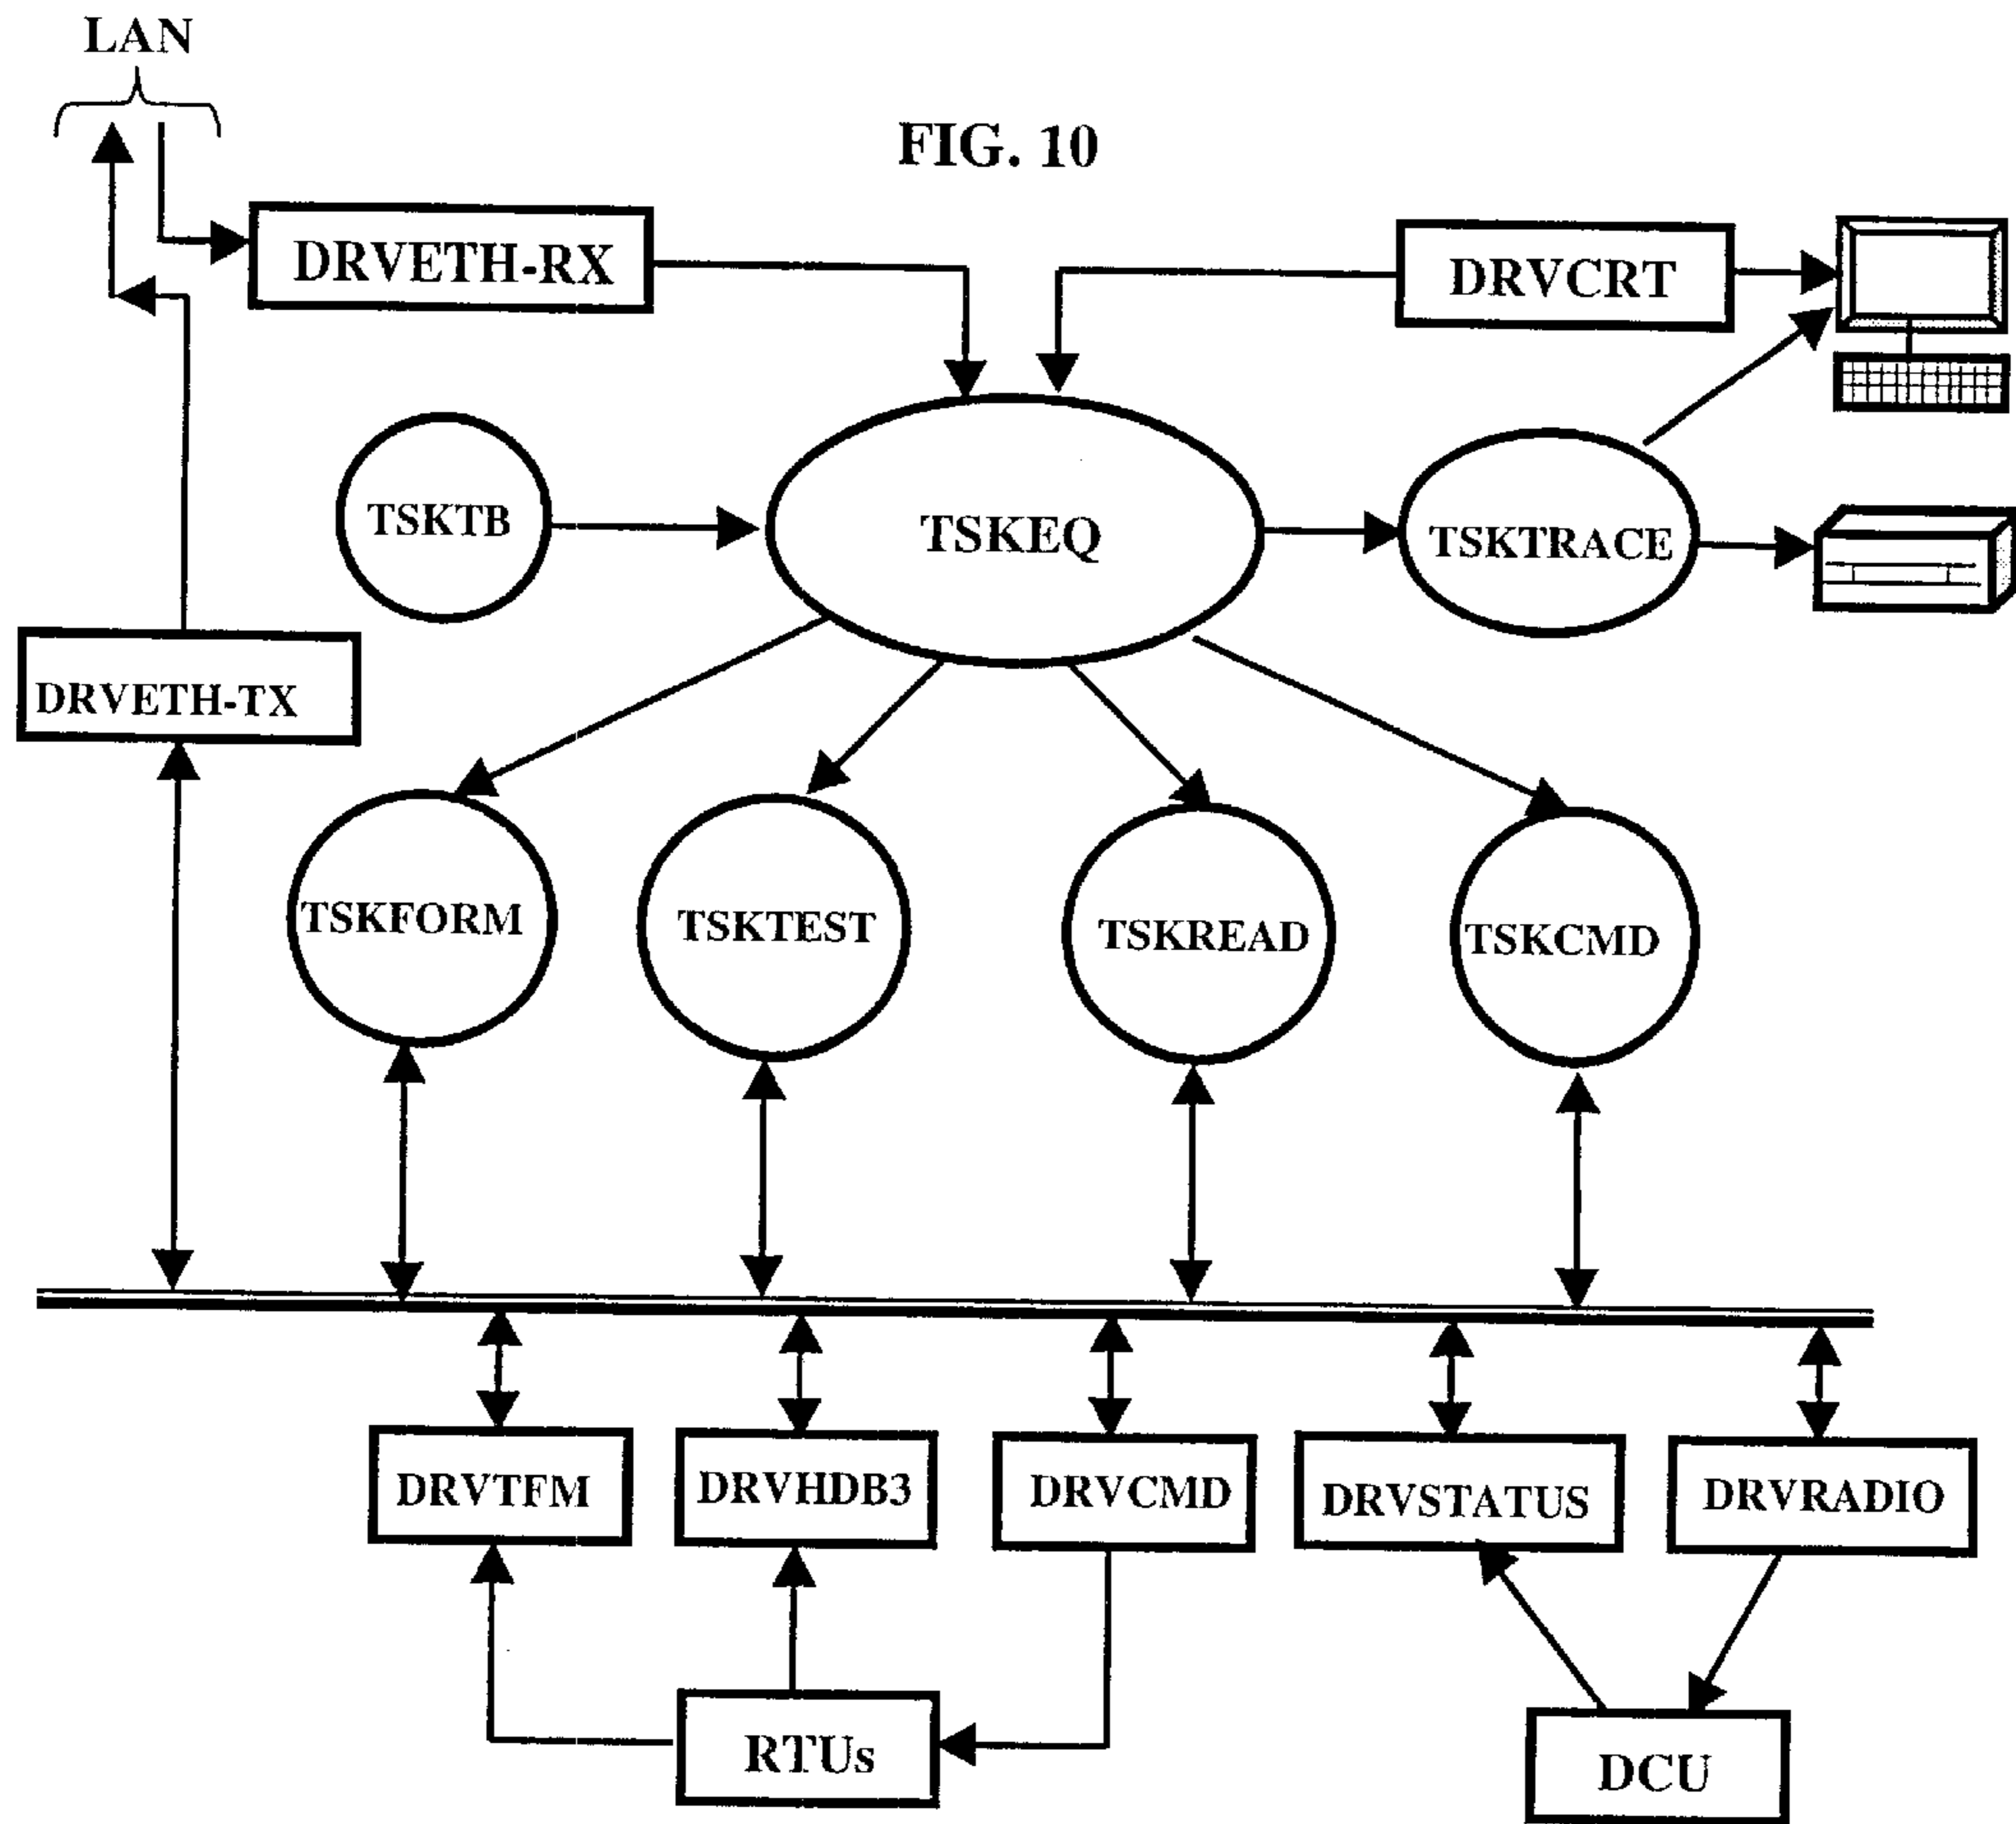 LAN
FIG. 10
DRVETH-RX
DRVCRT
TSKTB
TSKEQ
TSKTRACE
DRVETH-TX
TSKFORM
TSKTEST
TSKREAD
TSKCMD
DRVTFM
DRVHDB3
DRVCMD
DRVSTATUS
DRVRADIO
RTUs
DCU